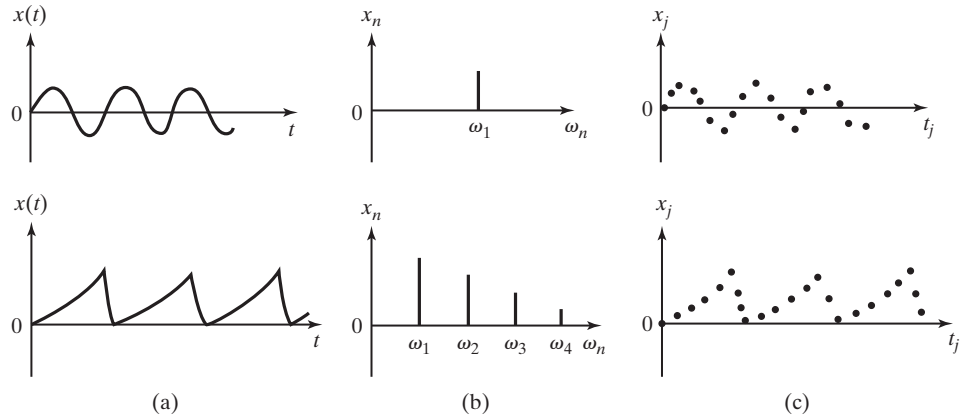 x(t)
0
t
x_n
0
ω_1
ω_n
x_j
0
t_j
x(t)
0
t
x_n
0
ω_1 ω_2 ω_3 ω_4 ω_n
x_j
0
t_j
(a) (b) (c)